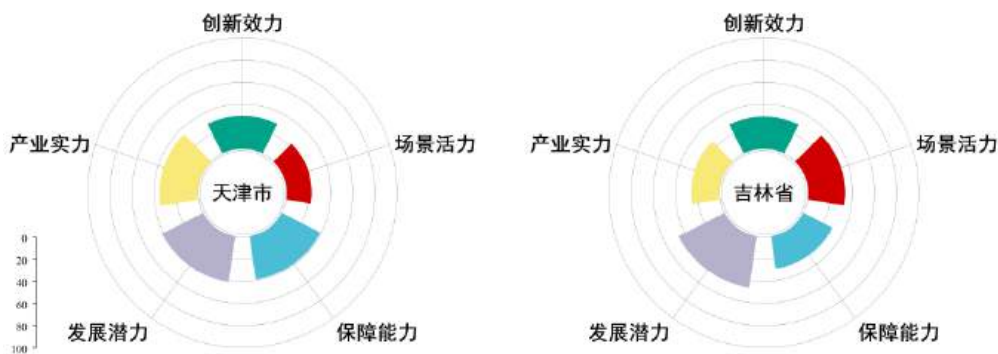 创新效力
产业实力
场景活力
天津市
发展潜力
保障能力
0
20
40
60
80
100
创新效力
产业实力
场景活力
吉林省
发展潜力
保障能力